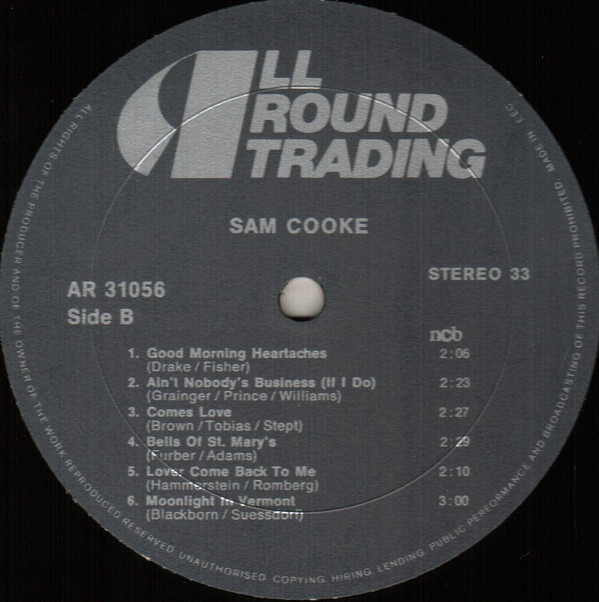 ALL
ROUND
TRADING
SAM COOKE
AR 31056
STEREO 33
Side B
ncb
1. Good Morning Heartaches 2:06
(Drake / Fisher)
2. Ain't Nobody's Business (If I Do) 2:23
(Grainger / Prince / Williams)
3. Comes Love 2:27
(Brown / Tobias / Stept)
4. Bells Of St. Mary's 2:29
(Furber / Adams)
5. Lover Come Back To Me 2:10
(Hammerstein / Romberg)
6. Moonlight In Vermont 3:00
(Blackborn / Suessdorf)
ALL RIGHTS OF THE PRODUCER AND OF THE OWNER OF THE WORK REPRODUCED RESERVED. UNAUTHORISED COPYING, HIRING, LENDING, PUBLIC PERFORMANCE AND BROADCASTING OF THIS RECORD PROHIBITED. MADE IN EEC